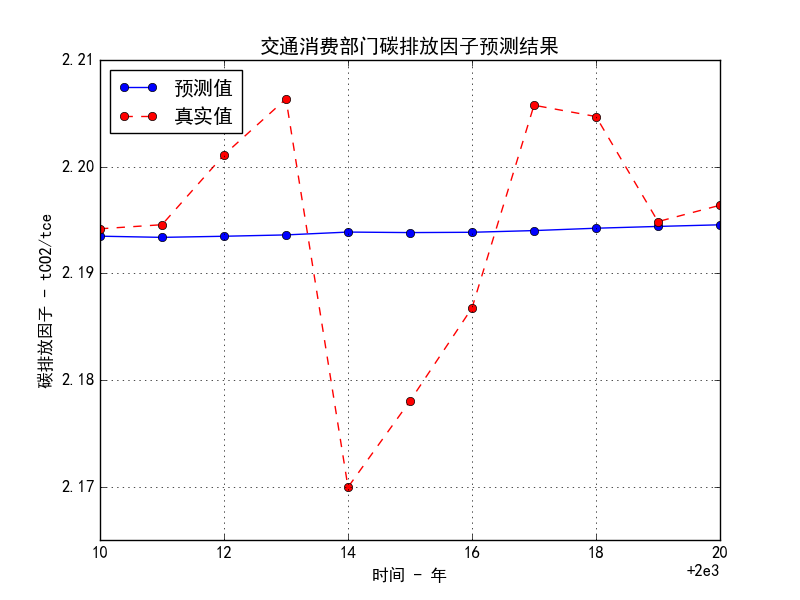 交通消费部门碳排放因子预测结果
预测值
真实值
2.21
2.20
2.19
2.18
2.17
碳排放因子 - tCO2/tce
10 12 14 16 18 20
+2e3
时间 - 年